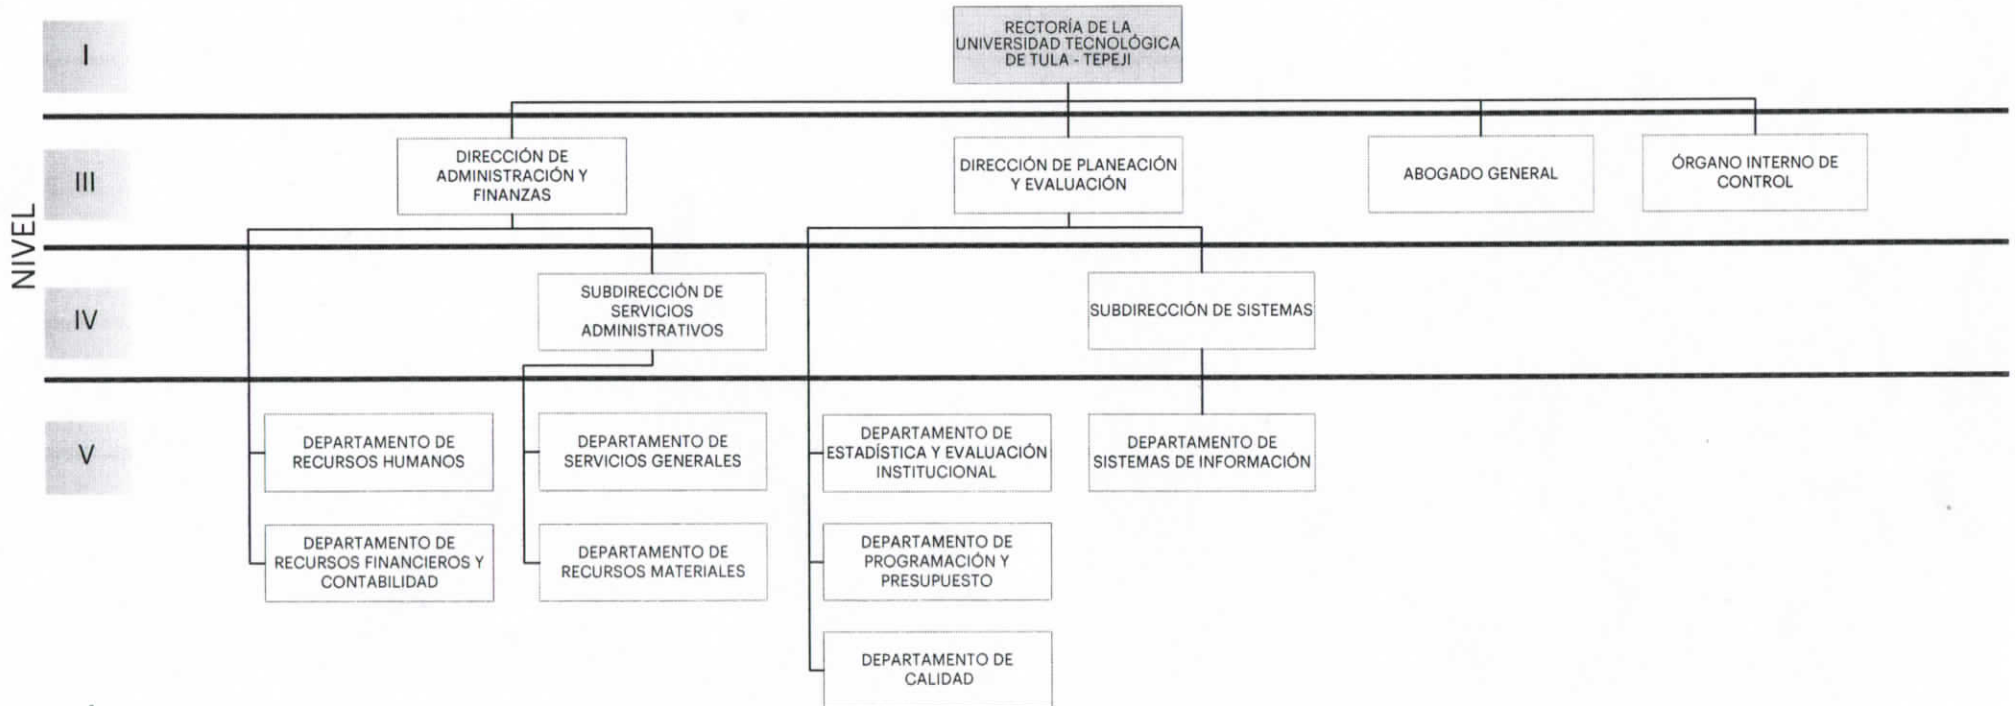 I
RECTORÍA DE LA
UNIVERSIDAD TECNOLÓGICA
DE TULA - TEPEJI
NIVEL
III
DIRECCIÓN DE
ADMINISTRACIÓN Y
FINANZAS
DIRECCIÓN DE PLANEACIÓN
Y EVALUACIÓN
ABOGADO GENERAL
ÓRGANO INTERNO DE
CONTROL
IV
SUBDIRECCIÓN DE
SERVICIOS
ADMINISTRATIVOS
SUBDIRECCIÓN DE SISTEMAS
V
DEPARTAMENTO DE
RECURSOS HUMANOS
DEPARTAMENTO DE
SERVICIOS GENERALES
DEPARTAMENTO DE
ESTADÍSTICA Y EVALUACIÓN
INSTITUCIONAL
DEPARTAMENTO DE
SISTEMAS DE INFORMACIÓN
DEPARTAMENTO DE
RECURSOS FINANCIEROS Y
CONTABILIDAD
DEPARTAMENTO DE
RECURSOS MATERIALES
DEPARTAMENTO DE
PROGRAMACIÓN Y
PRESUPUESTO
DEPARTAMENTO DE
CALIDAD